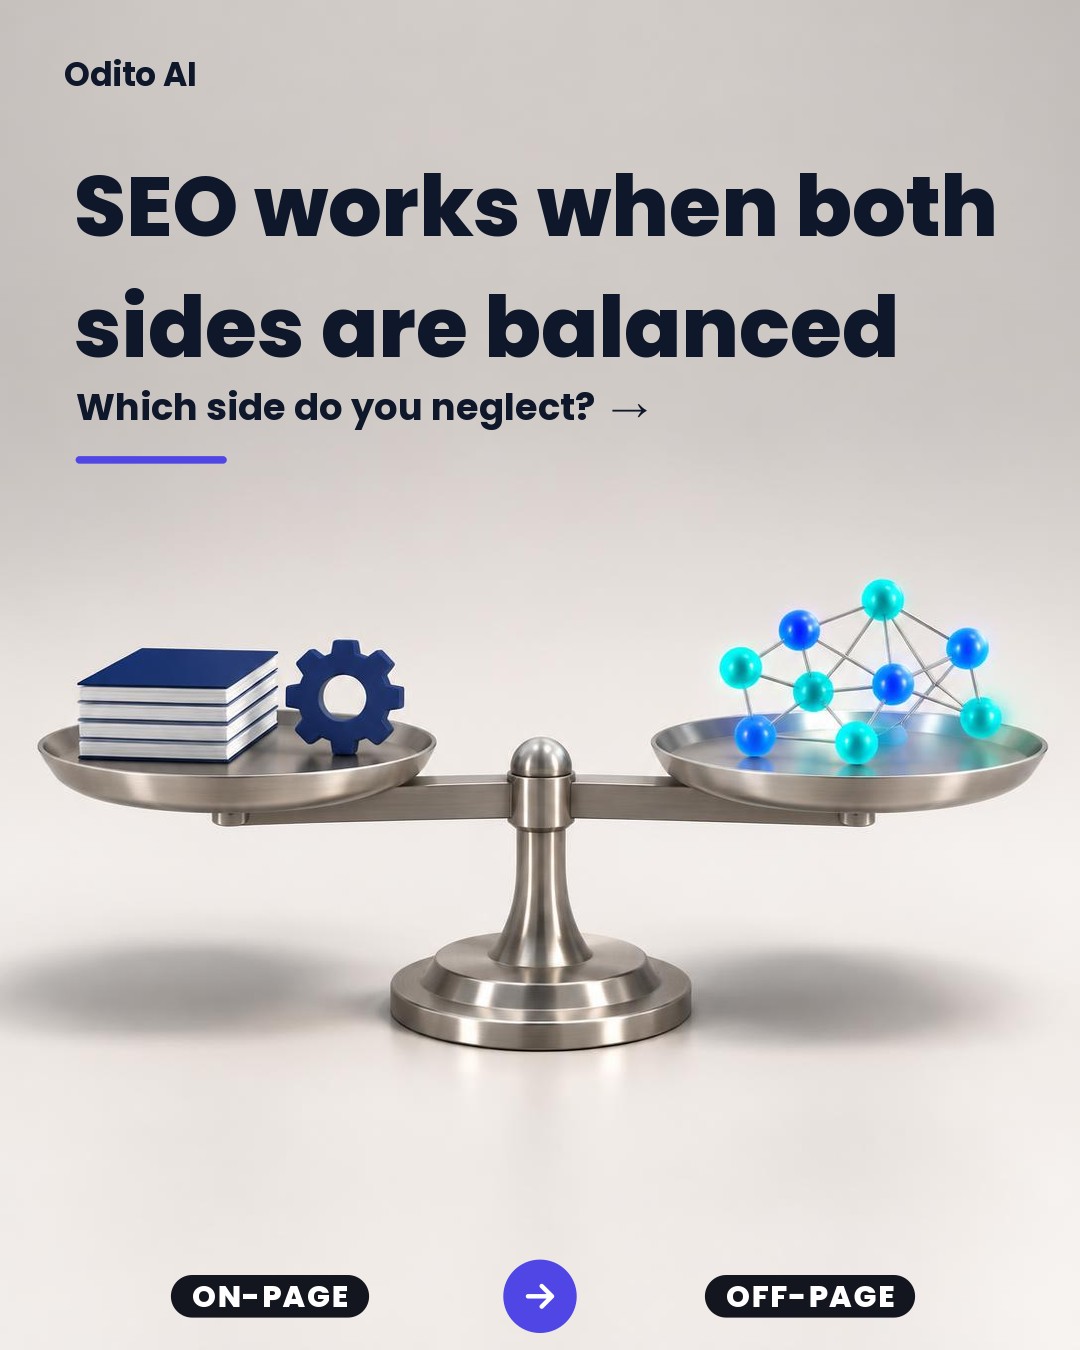 Odito AI
SEO works when both
sides are balanced
Which side do you neglect? →
ON-PAGE
OFF-PAGE